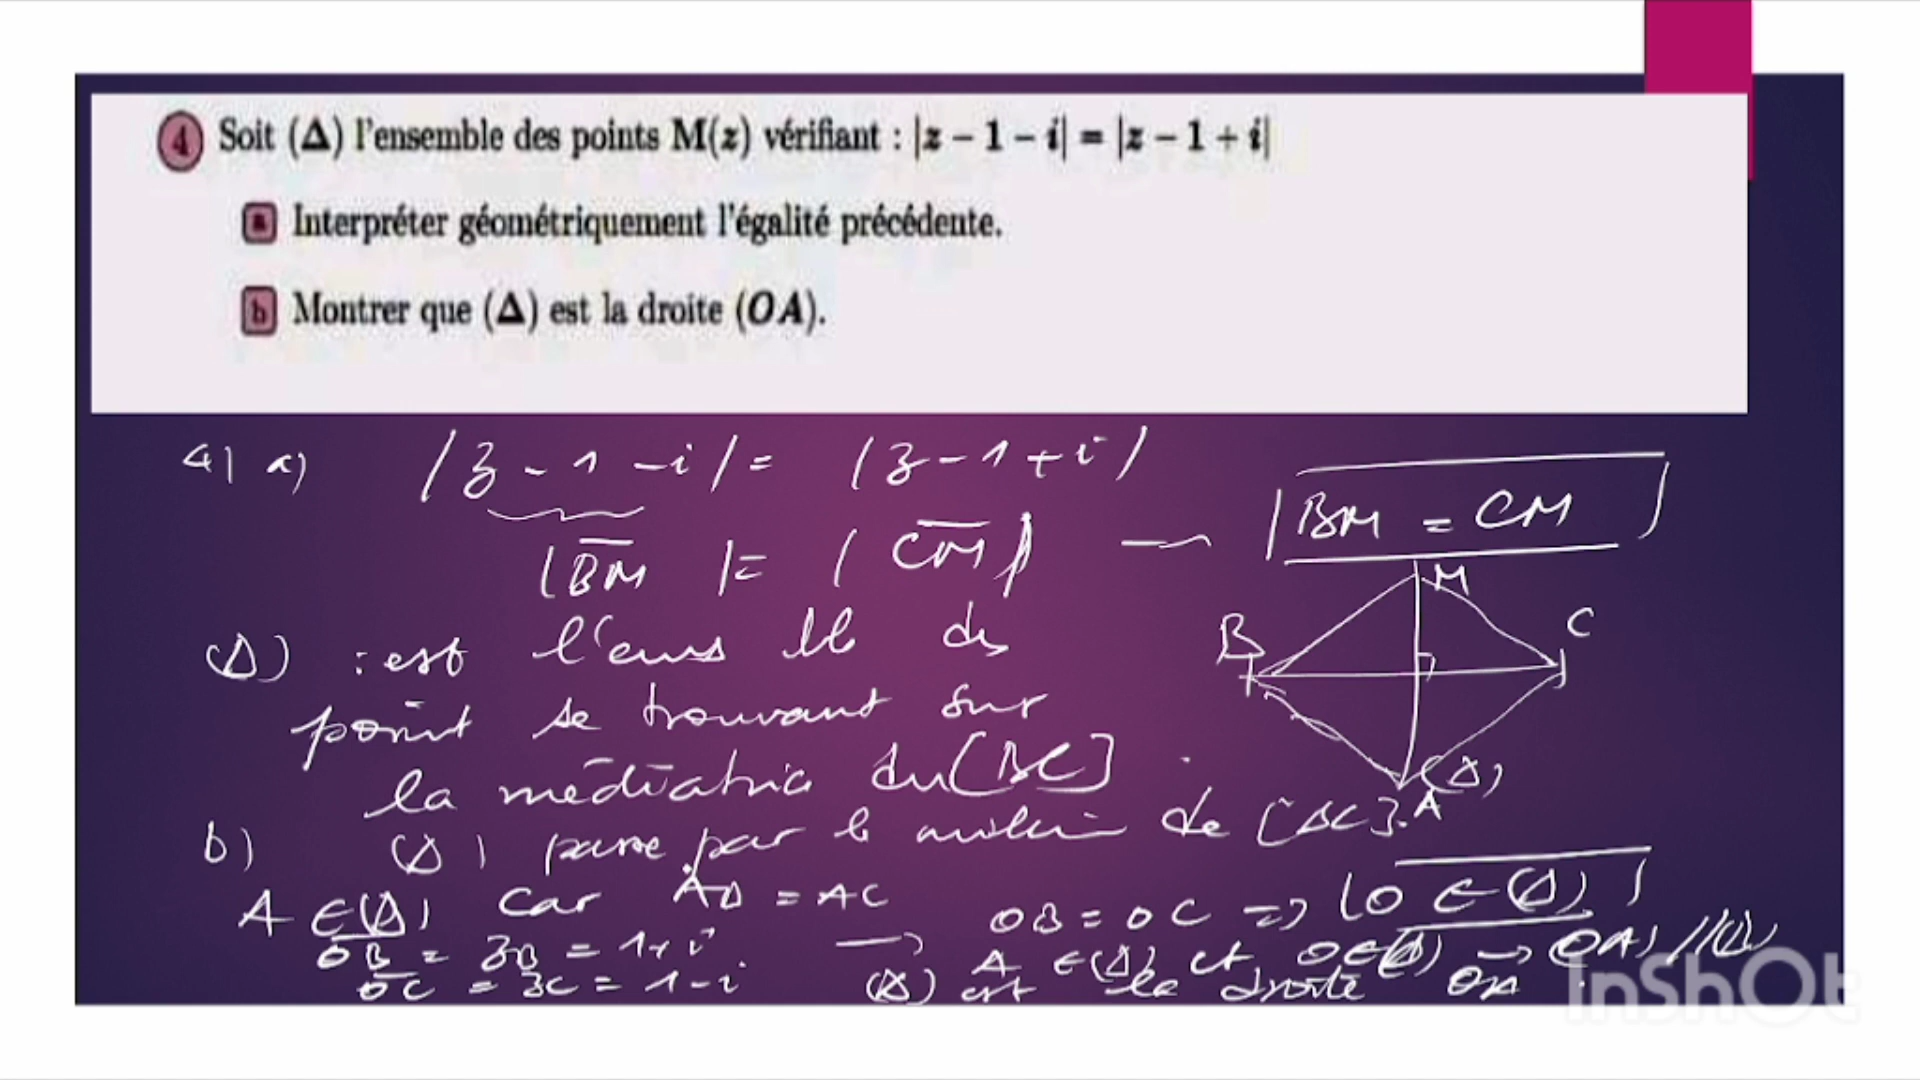 4 Soit (Δ) l'ensemble des points M(z) vérifiant : |z − 1 − i| = |z − 1 + i|
a Interpréter géométriquement l'égalité précédente.
b Montrer que (Δ) est la droite (OA).
4) a) |z - 1 - i| = |z - 1 + i|
|BM| = |CM| → BM = CM
M
B C
(Δ) : est l'ens des
point se trouvant sur
la médiatric du [BC]
(Δ)
A
b) (Δ) passe par le milieu de [BC].
A ∈ (Δ) car AB = AC
OB = OC => O ∈ (Δ)
OB = zB = 1 + i →
OC = zC = 1 - i
A ∈ (Δ) et O ∈ (Δ) → (OA) // (Δ)
(Δ) est la droite OA.
InShOt